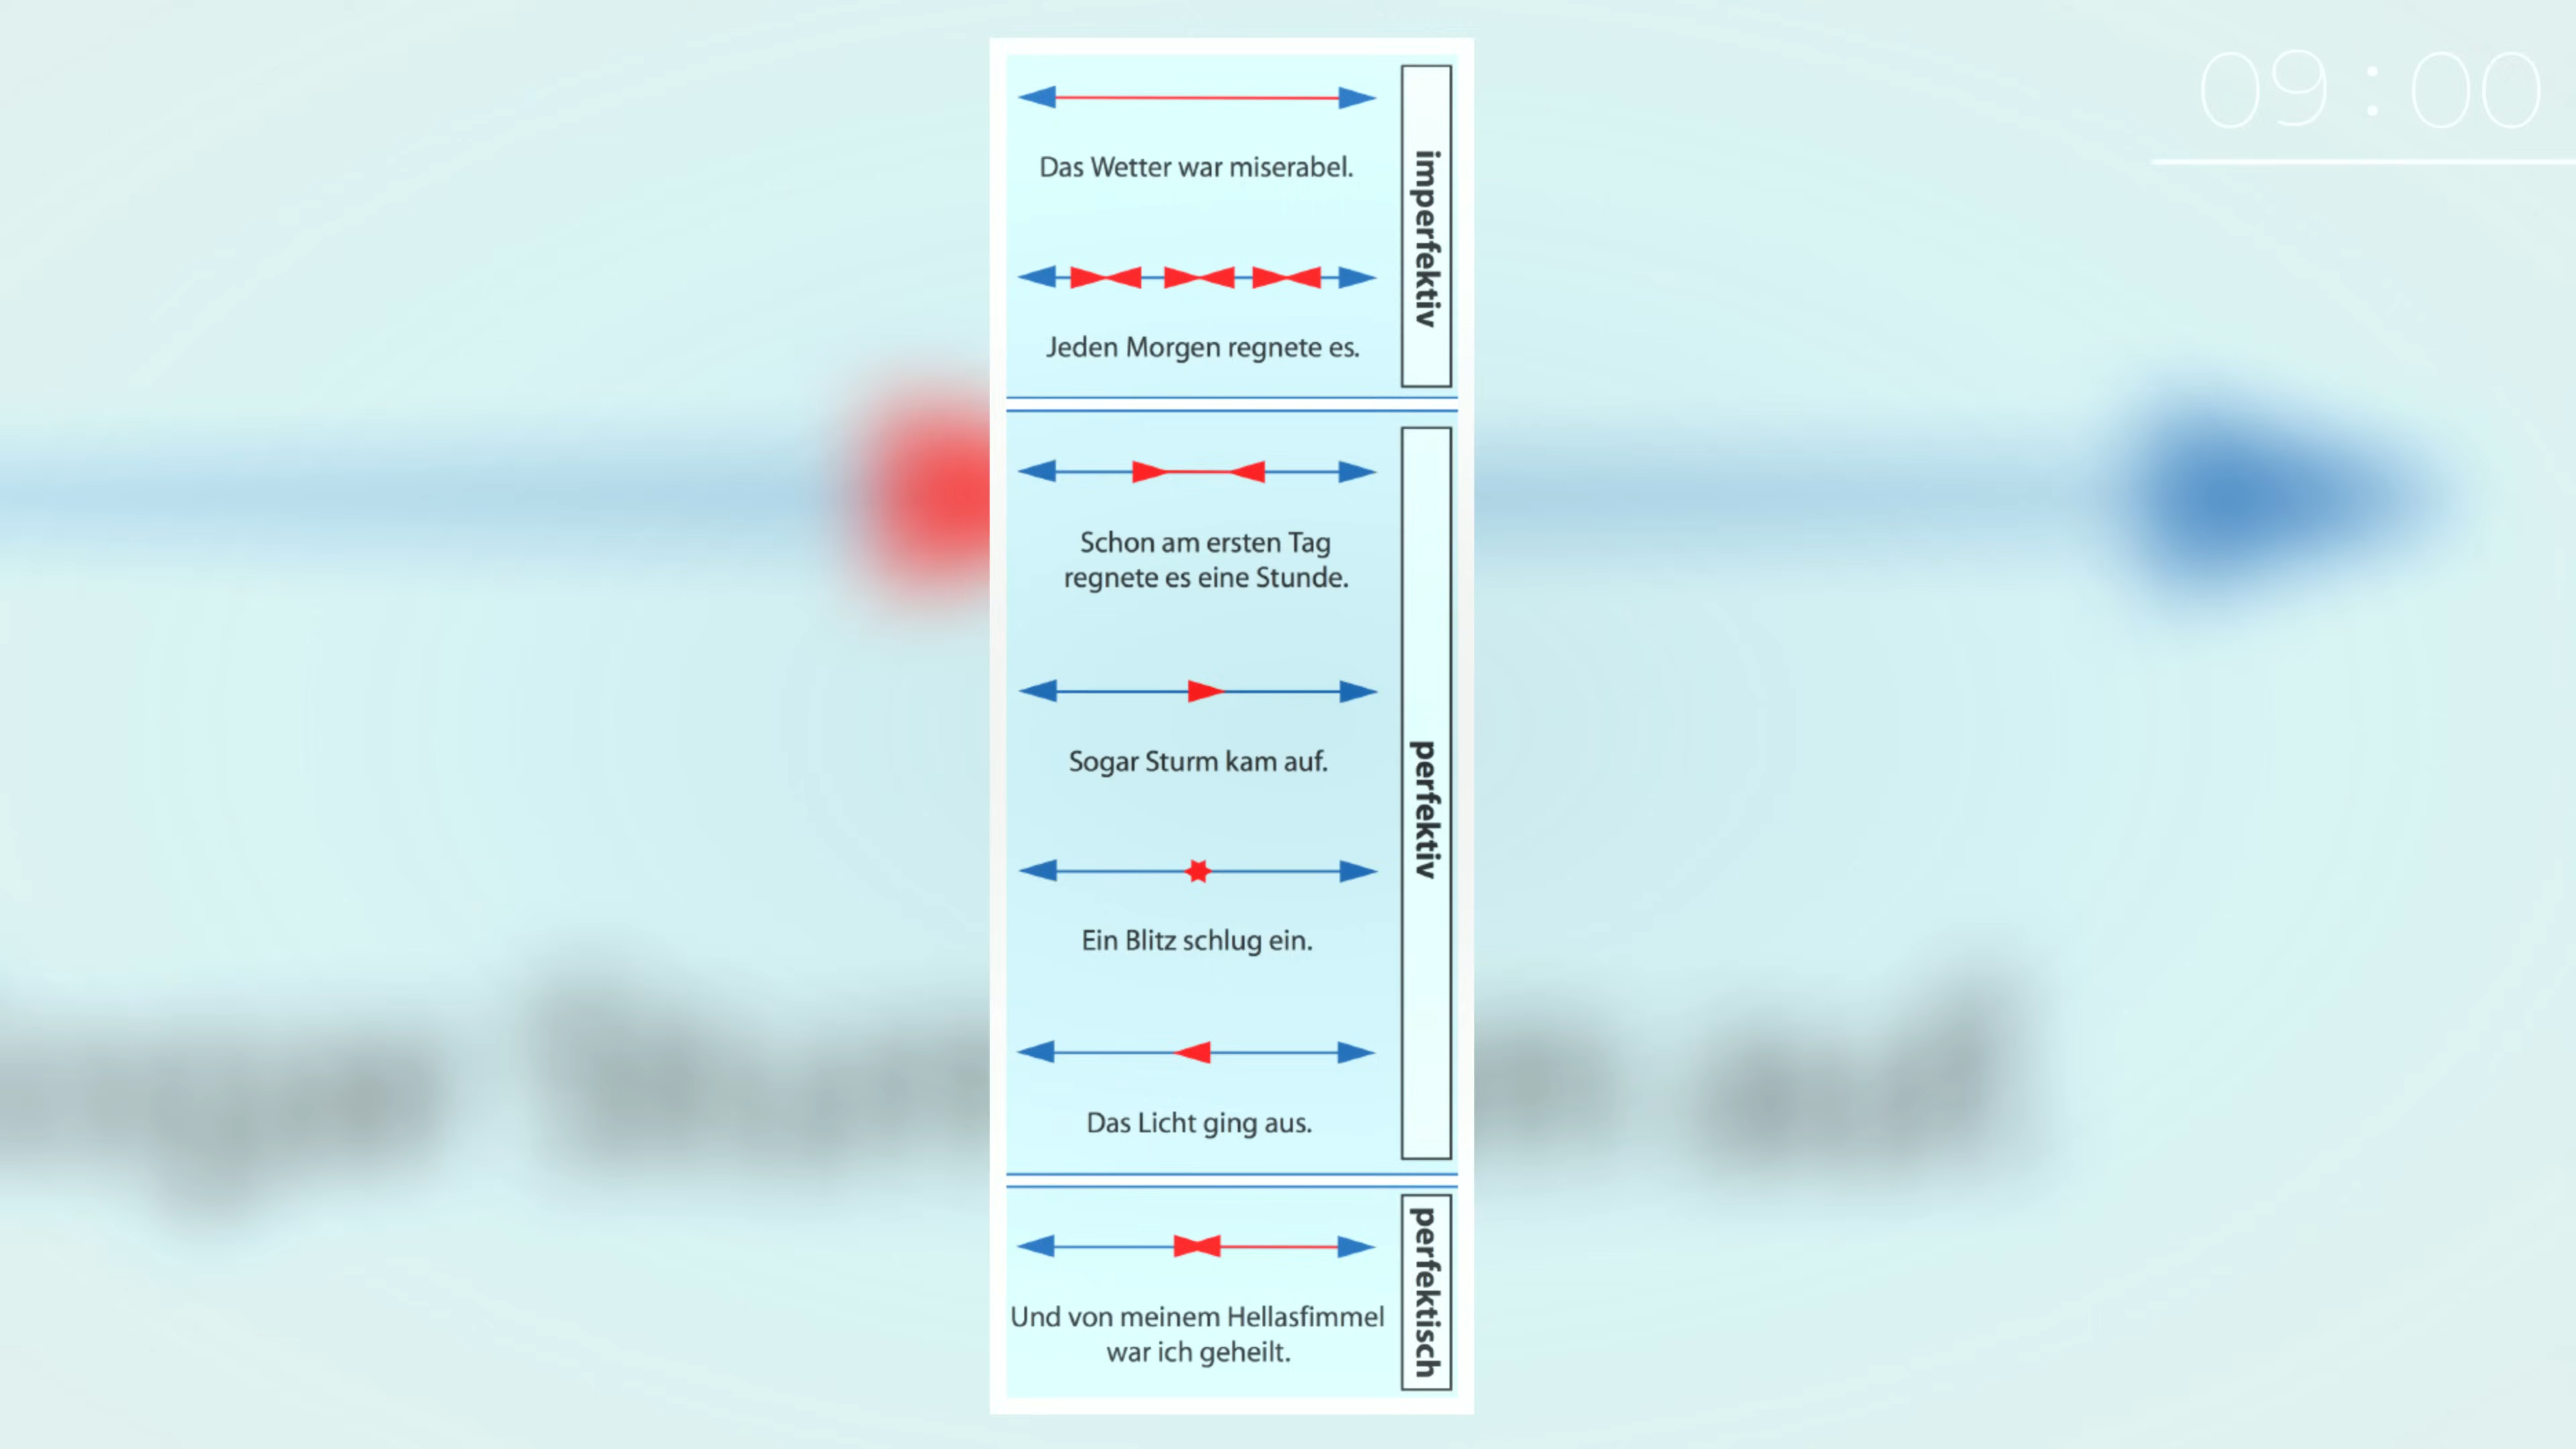 09:00
Das Wetter war miserabel.
Jeden Morgen regnete es.
imperfektiv
Schon am ersten Tag
regnete es eine Stunde.
Sogar Sturm kam auf.
Ein Blitz schlug ein.
Das Licht ging aus.
perfektiv
Und von meinem Hellasfimmel
war ich geheilt.
perfektisch